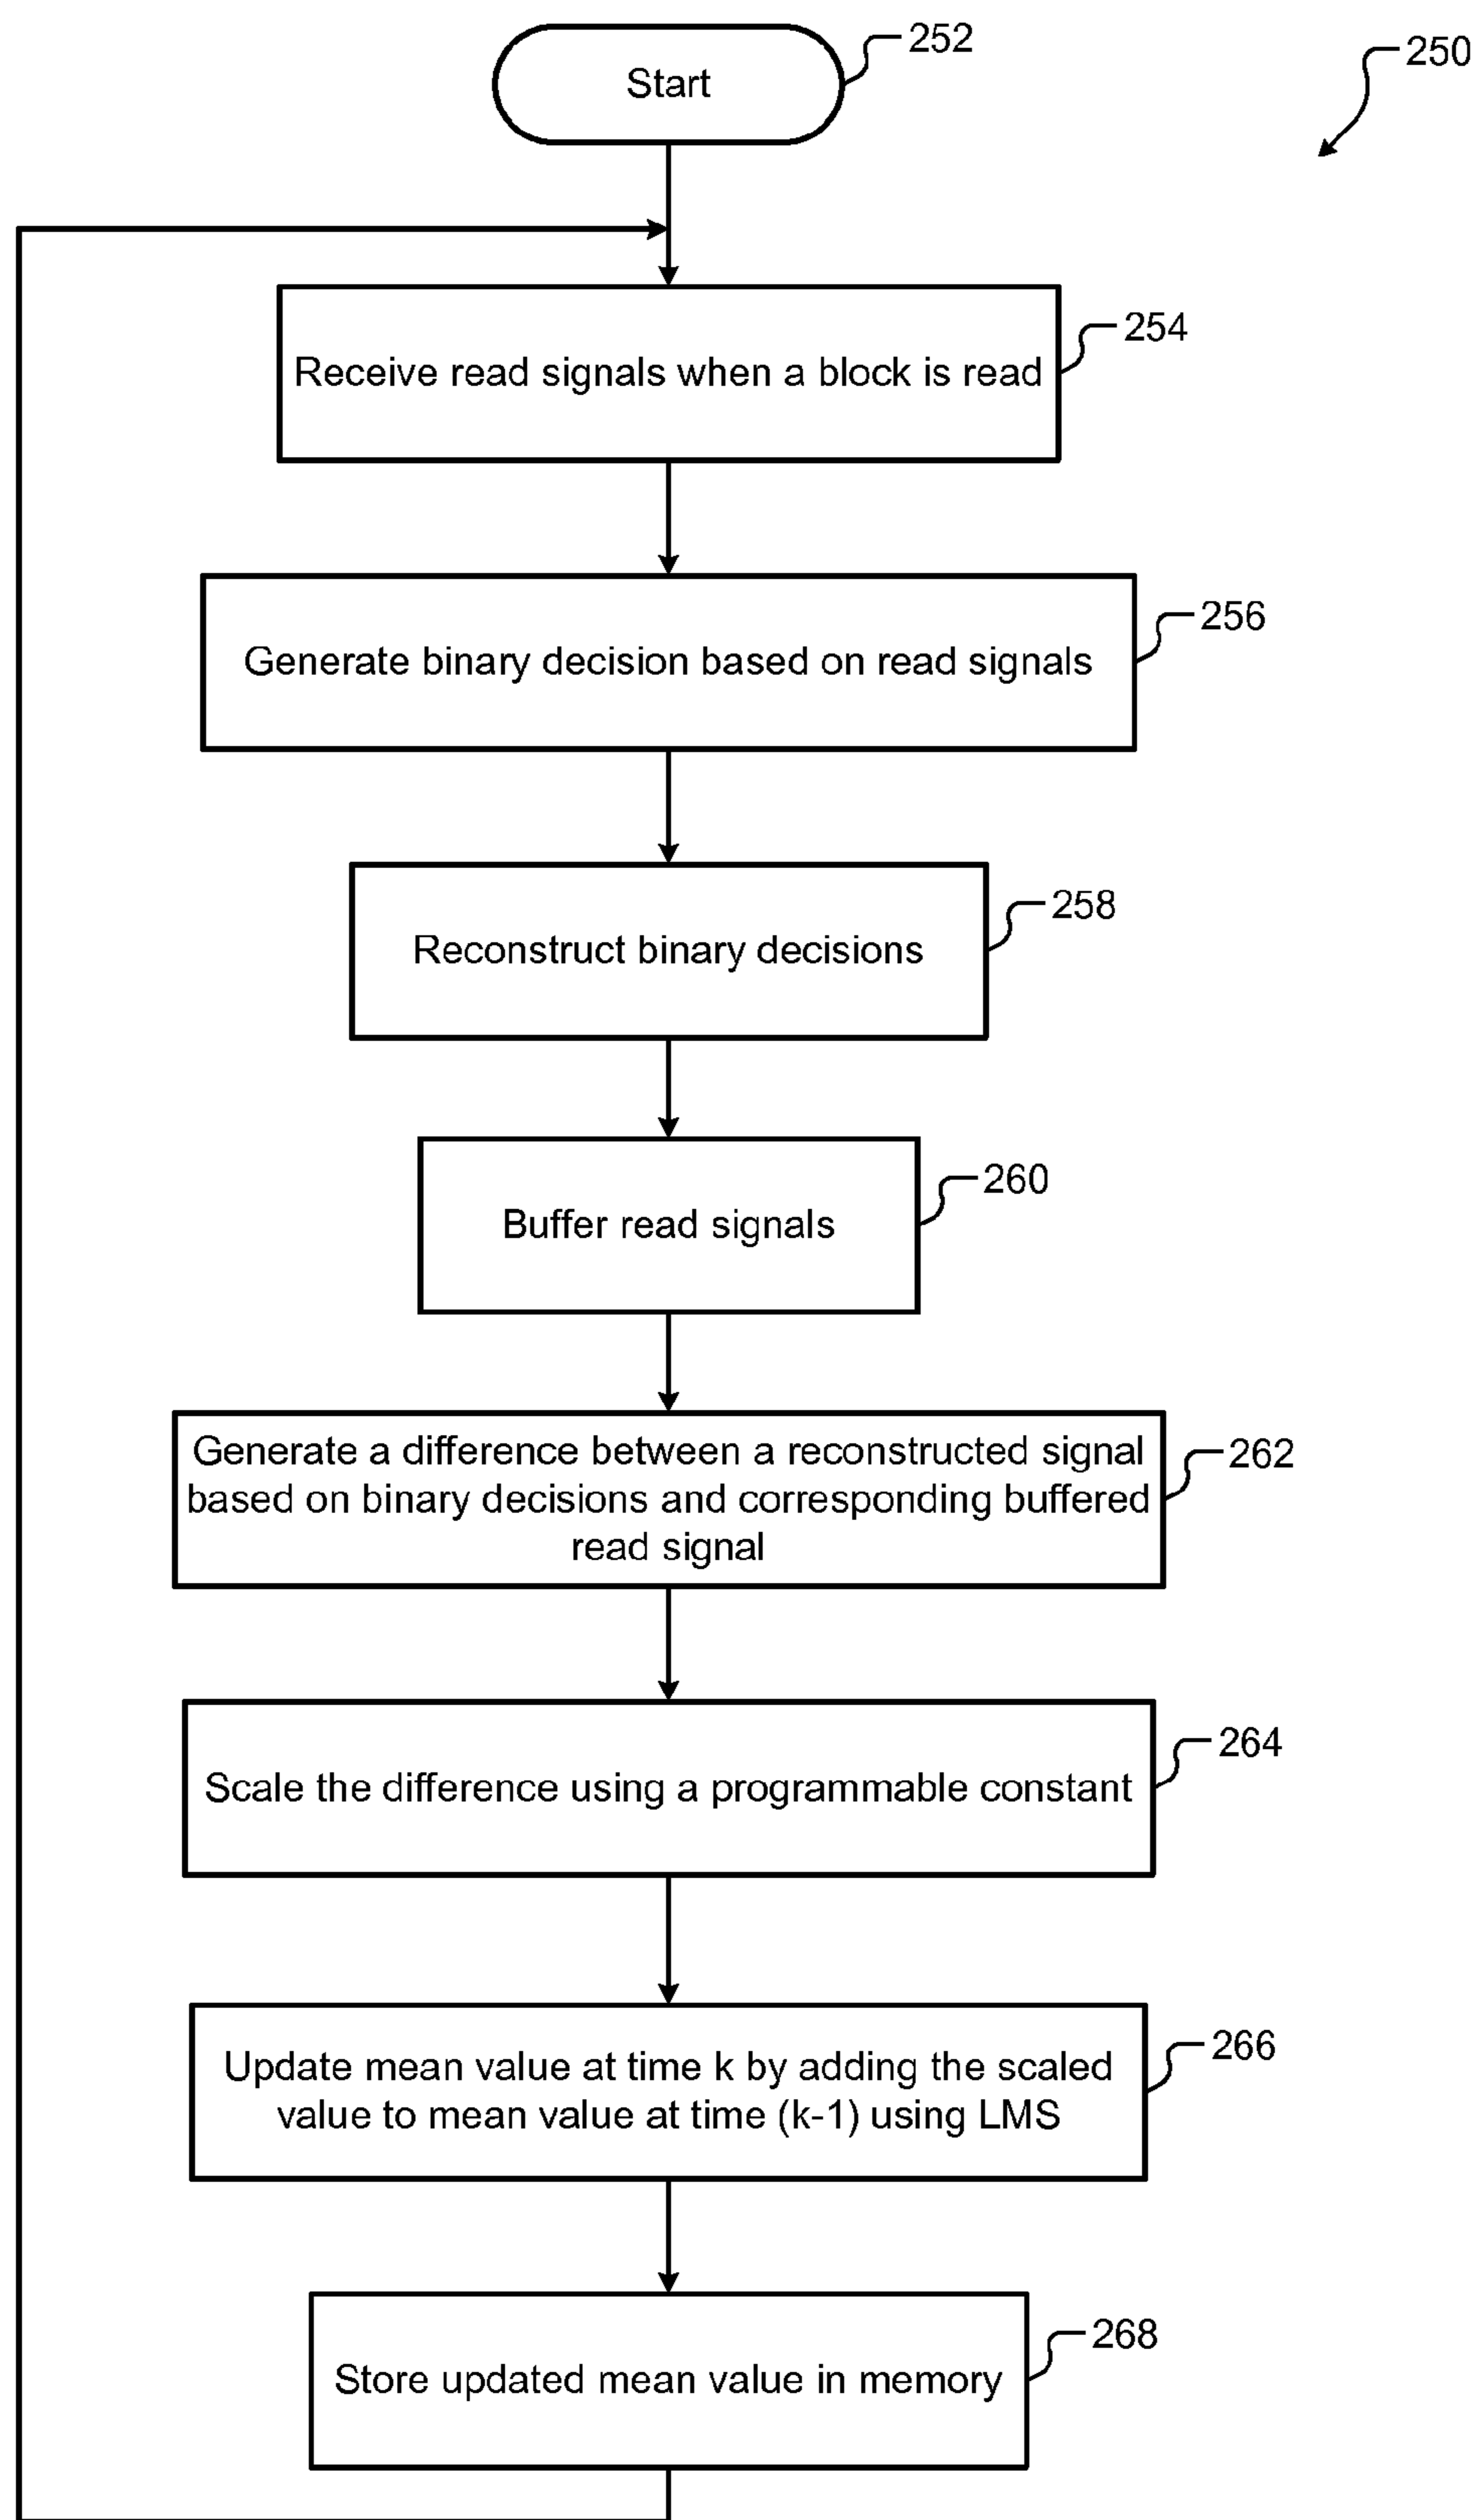 Start
252
250
Receive read signals when a block is read
254
Generate binary decision based on read signals
256
Reconstruct binary decisions
258
Buffer read signals
260
Generate a difference between a reconstructed signal
based on binary decisions and corresponding buffered
read signal
262
Scale the difference using a programmable constant
264
Update mean value at time k by adding the scaled
value to mean value at time (k-1) using LMS
266
Store updated mean value in memory
268